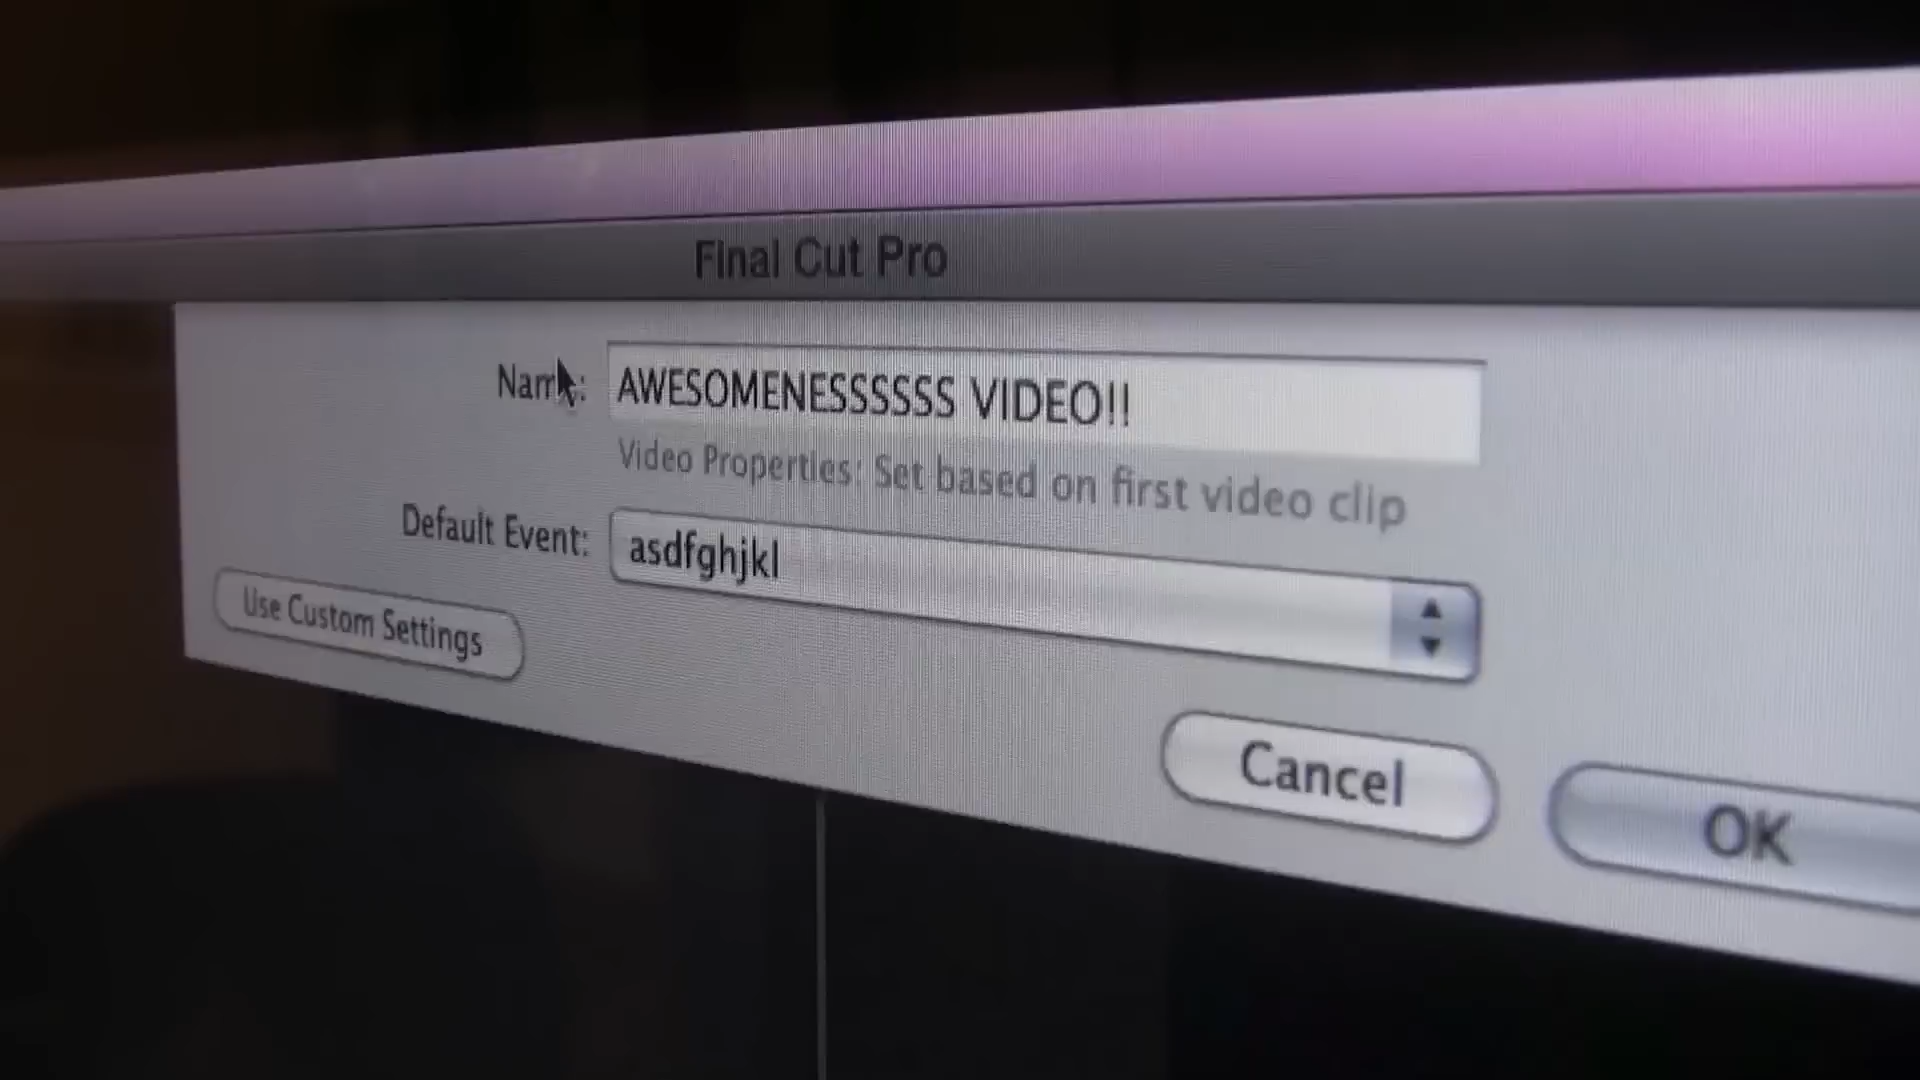 Final Cut Pro
Name: AWESOMENESSSSSS VIDEO!!
Video Properties: Set based on first video clip
Default Event: asdfghjkl
Use Custom Settings
Cancel
OK